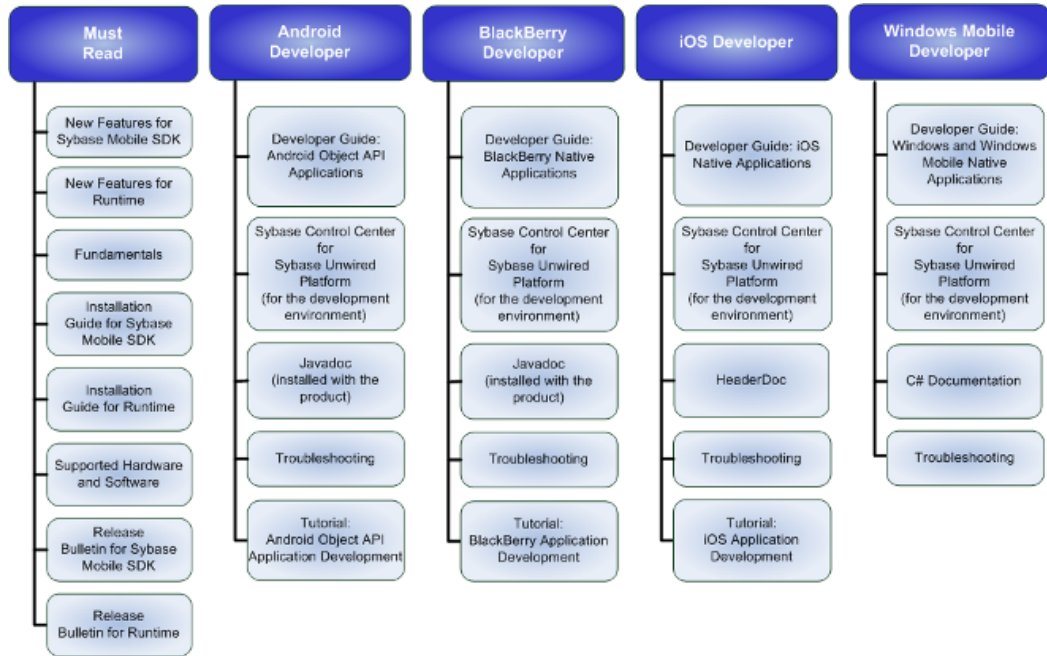 Must
Read
New Features for
Sybase Mobile SDK
New Features for
Runtime
Fundamentals
Installation
Guide for Sybase
Mobile SDK
Installation
Guide for Runtime
Supported Hardware
and Software
Release
Bulletin for Sybase
Mobile SDK
Release
Bulletin for Runtime
Android
Developer
Developer Guide:
Android Object API
Applications
Sybase Control Center
for
Sybase Unwired
Platform
(for the development
environment)
Javadoc
(installed with the
product)
Troubleshooting
Tutorial:
Android Object API
Application Development
BlackBerry
Developer
Developer Guide:
BlackBerry Native
Applications
Sybase Control Center
for
Sybase Unwired
Platform
(for the development
environment)
Javadoc
(installed with the
product)
Troubleshooting
Tutorial:
BlackBerry Application
Development
iOS Developer
Developer Guide: iOS
Native Applications
Sybase Control Center
for
Sybase Unwired
Platform
(for the development
environment)
HeaderDoc
Troubleshooting
Tutorial:
iOS Application
Development
Windows Mobile
Developer
Developer Guide:
Windows and Windows
Mobile Native
Applications
Sybase Control Center
for
Sybase Unwired
Platform
(for the development
environment)
C# Documentation
Troubleshooting